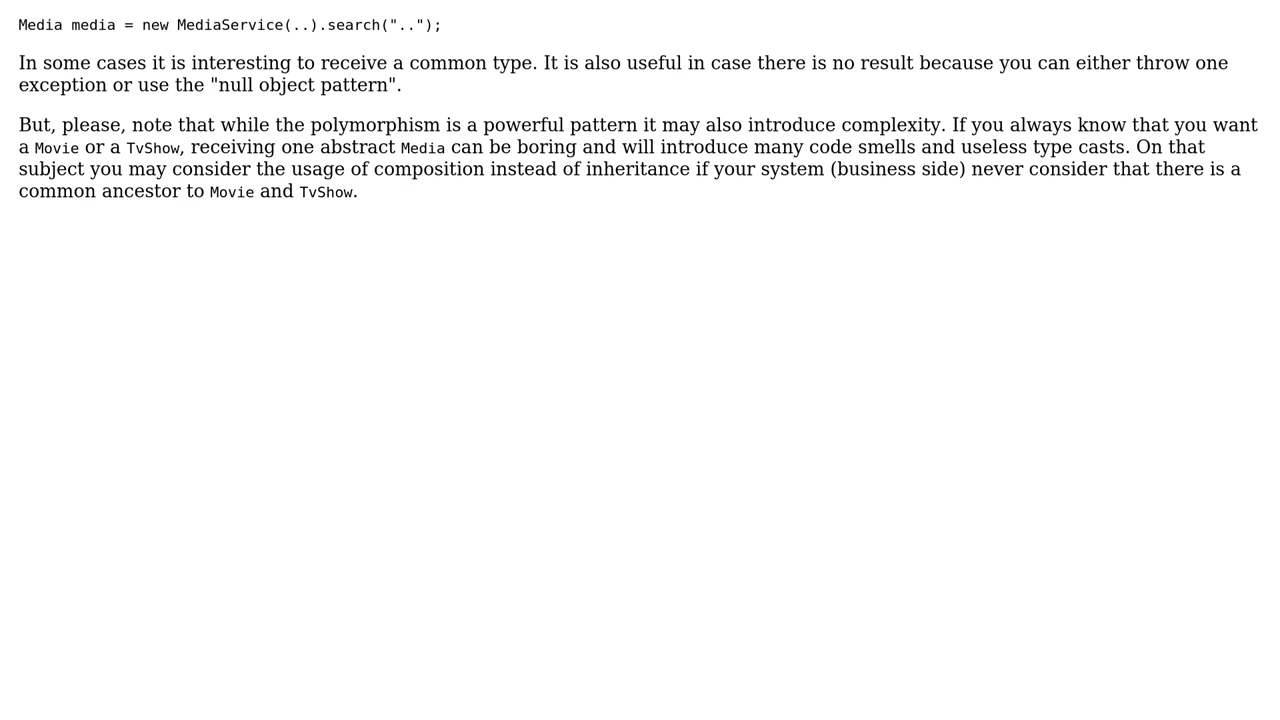 Media media = new MediaService(..).search("..");
In some cases it is interesting to receive a common type. It is also useful in case there is no result because you can either throw one
exception or use the "null object pattern".
But, please, note that while the polymorphism is a powerful pattern it may also introduce complexity. If you always know that you want
a Movie or a TvShow, receiving one abstract Media can be boring and will introduce many code smells and useless type casts. On that
subject you may consider the usage of composition instead of inheritance if your system (business side) never consider that there is a
common ancestor to Movie and TvShow.